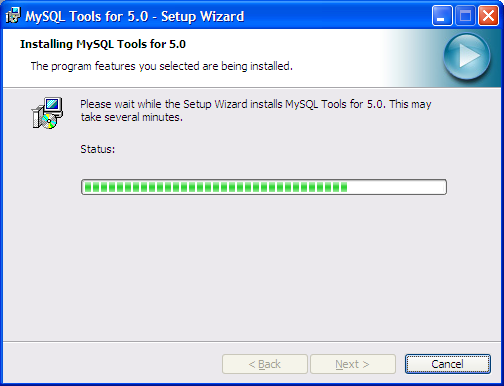 MySQL Tools for 5.0 - Setup Wizard
Installing MySQL Tools for 5.0
The program features you selected are being installed.
Please wait while the Setup Wizard installs MySQL Tools for 5.0. This may
take several minutes.
Status:
< Back
Next >
Cancel